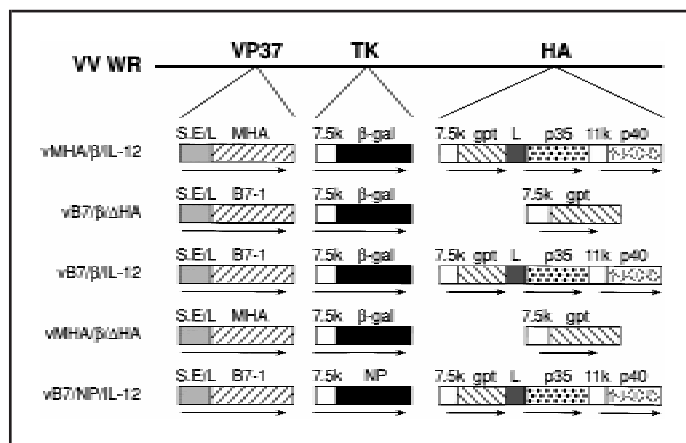 VP37 TK HA
VV WR
S.E/L MHA 7.5k β-gal 7.5k gpt L p35 11k p40
vMHA/β/IL-12
S.E/L B7-1 7.5k β-gal 7.5k gpt
vB7/β/ΔHA
S.E/L B7-1 7.5k β-gal 7.5k gpt L p35 11k p40
vB7/β/IL-12
S.E/L MHA 7.5k β-gal 7.5k gpt
vMHA/β/ΔHA
S.E/L B7-1 7.5k NP 7.5k gpt L p35 11k p40
vB7/NP/IL-12